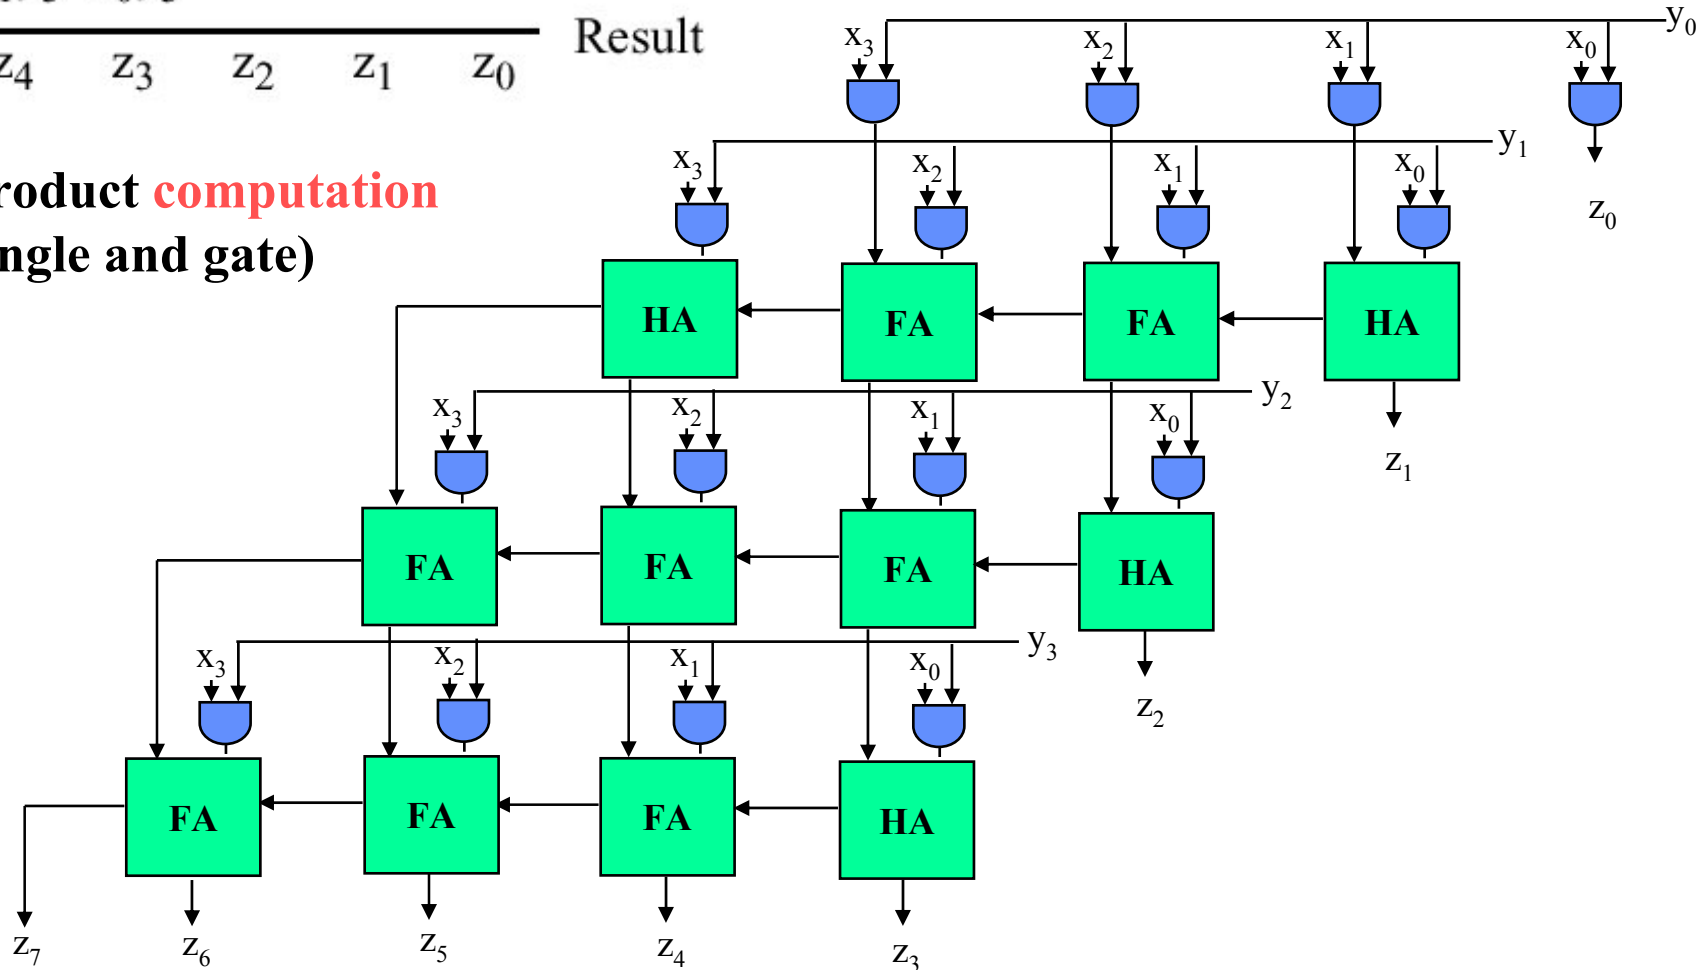 Result
z4 z3 z2 z1 z0
computation
and gate)
y0
x3 x2 x1 x0
y1
x3 x2 x1 x0
z0
HA FA FA HA
y2
x3 x2 x1 x0
z1
FA FA FA HA
y3
x3 x2 x1 x0
z2
FA FA FA HA
z7 z6 z5 z4 z3